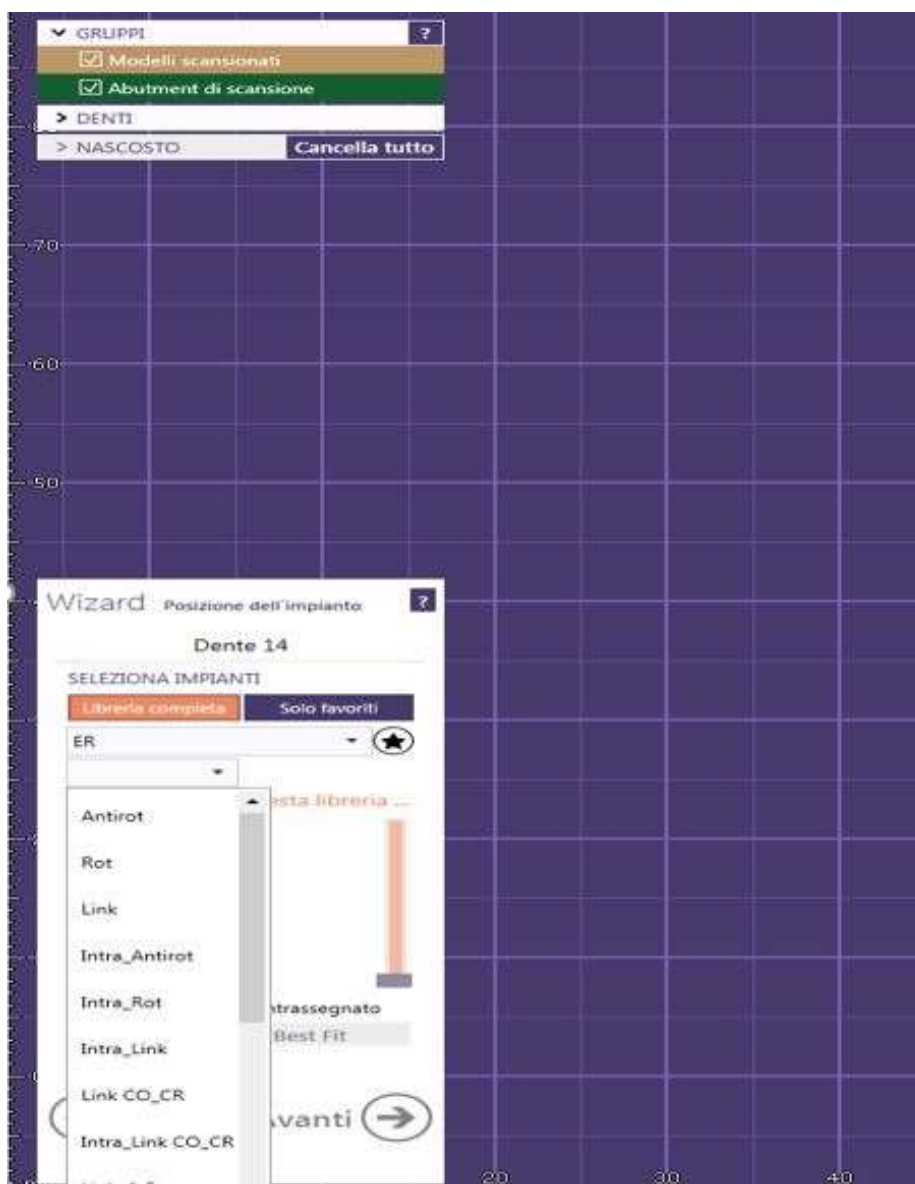 GRUPPI ?
Modelli scansionati
Abutment di scansione
DENTI
NASCOSTO Cancella tutto
70
60
50
Wizard Posizione dell'impianto ?
Dente 14
SELEZIONA IMPIANTI
Libreria completa Solo favoriti
ER
esta libreria ...
Antirot
Rot
Link
Intra_Antirot
Intra_Rot
ntrassegnato
Best Fit
Intra_Link
Link CO_CR
vanti
Intra_Link CO_CR
20 30 40